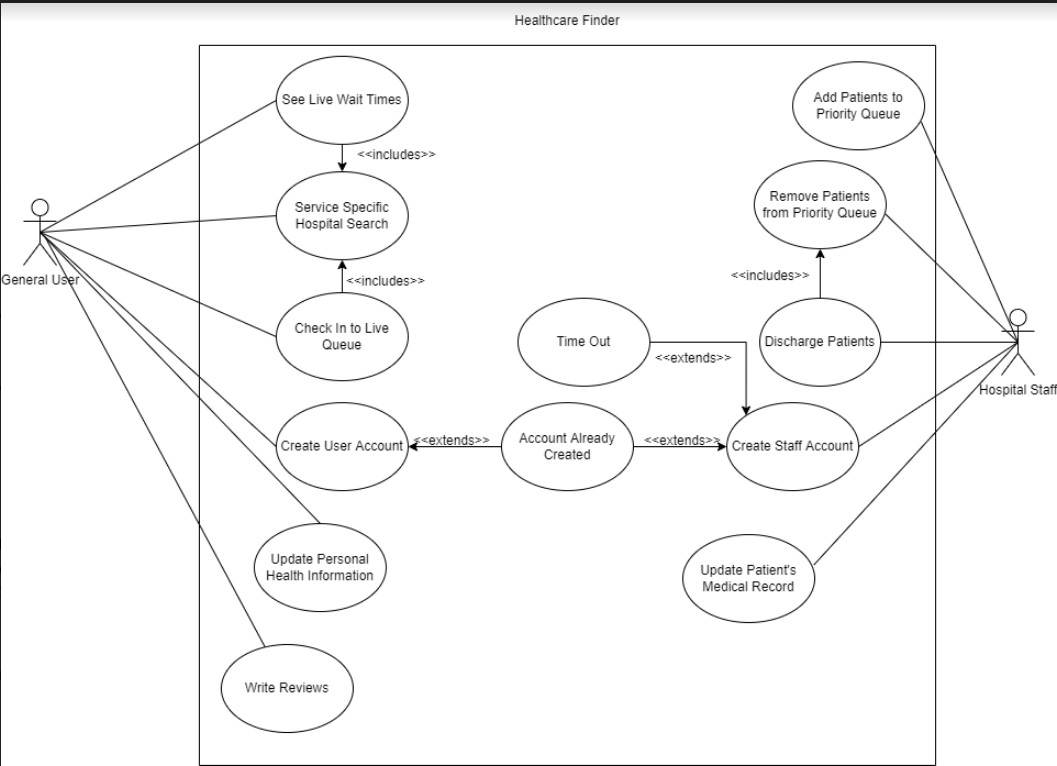 Healthcare Finder
See Live Wait Times
<<includes>>
Service Specific
Hospital Search
<<includes>>
Check In to Live
Queue
General User
Create User Account
<<extends>>
Account Already
Created
<<extends>>
Time Out
<<extends>>
Create Staff Account
Add Patients to
Priority Queue
Remove Patients
from Priority Queue
<<includes>>
Discharge Patients
Hospital Staff
Update Personal
Health Information
Update Patient's
Medical Record
Write Reviews